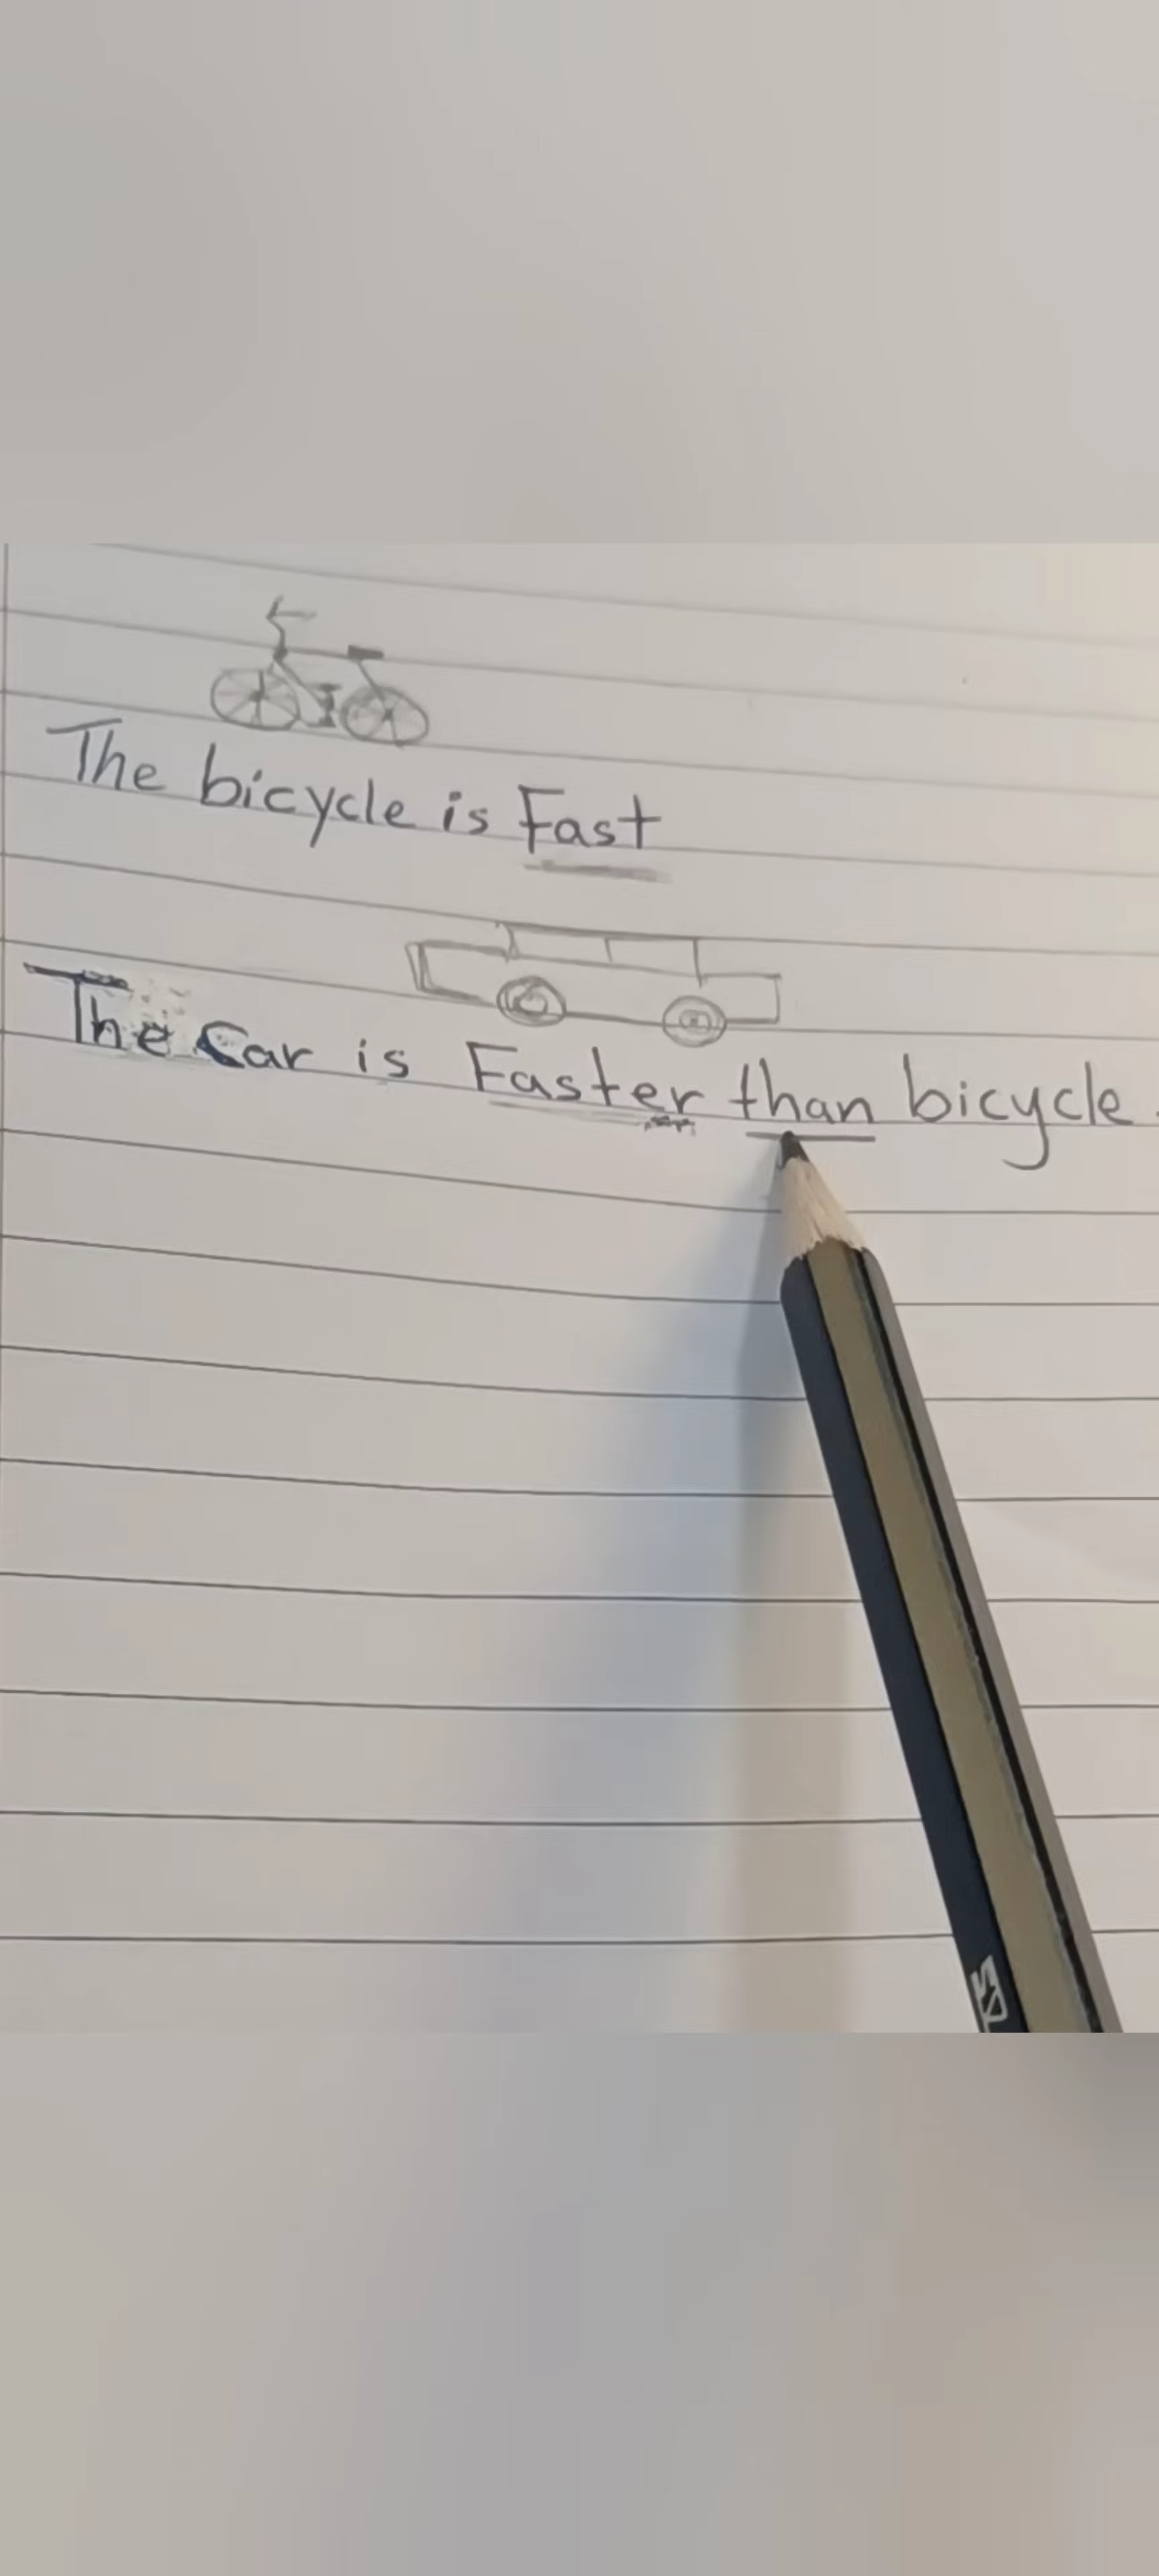 The bicycle is Fast
The Car is Faster than bicycle.